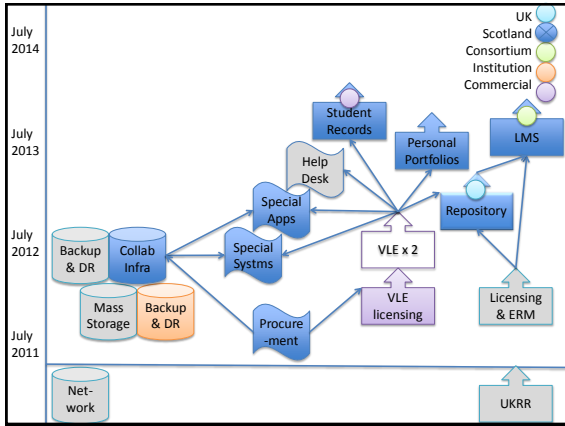 July
2014
UK
Scotland
Consortium
Institution
Commercial
Student
Records
Personal
Portfolios
LMS
July
2013
Help
Desk
Special
Apps
Repository
July
2012
Backup
& DR
Collab
Infra
Special
Systms
VLE x 2
Mass
Storage
Backup
& DR
Procure
-ment
VLE
licensing
Licensing
& ERM
July
2011
Net-
work
UKRR